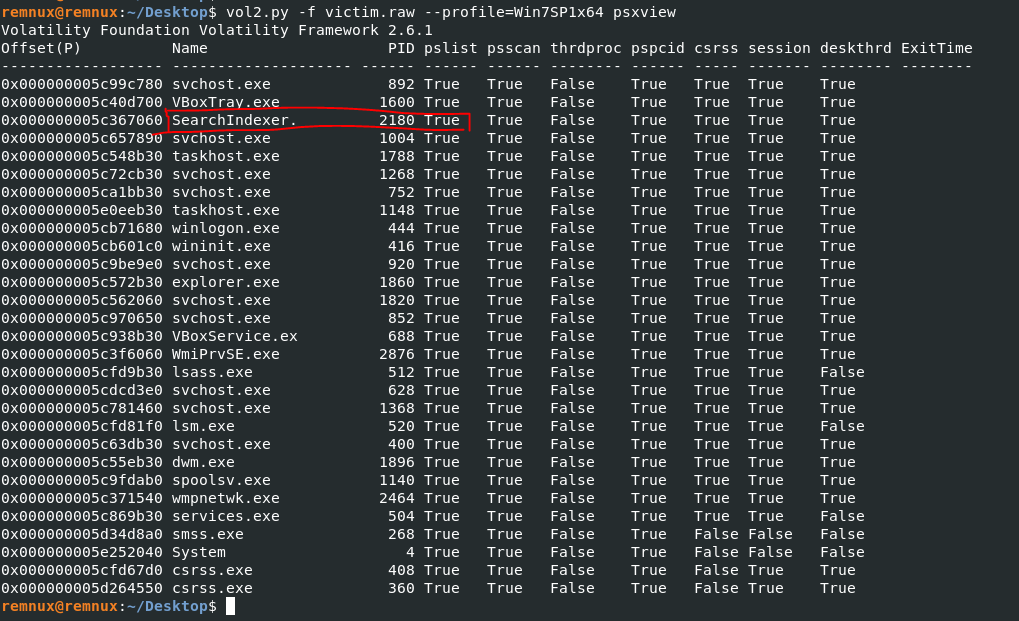 remnux@remnux:~/Desktop$ vol2.py -f victim.raw --profile=Win7SP1x64 psxview
Volatility Foundation Volatility Framework 2.6.1
Offset(P)          Name                    PID pslist psscan thrdproc pspcid csrss session deskthrd ExitTime
------------------ -------------------- ------ ------ ------ -------- ------ ----- ------- -------- --------
0x000000005c99c780 svchost.exe             892 True   True   False    True   True  True    True
0x000000005c40d700 VBoxTray.exe           1600 True   True   False    True   True  True    True
0x000000005c367060 SearchIndexer.         2180 True   True   False    True   True  True    True
0x000000005c657890 svchost.exe            1004 True   True   False    True   True  True    True
0x000000005c548b30 taskhost.exe           1788 True   True   False    True   True  True    True
0x000000005c72cb30 svchost.exe            1268 True   True   False    True   True  True    True
0x000000005ca1bb30 svchost.exe             752 True   True   False    True   True  True    True
0x000000005e0eeb30 taskhost.exe           1148 True   True   False    True   True  True    True
0x000000005cb71680 winlogon.exe            444 True   True   False    True   True  True    True
0x000000005cb601c0 wininit.exe             416 True   True   False    True   True  True    True
0x000000005c9be9e0 svchost.exe             920 True   True   False    True   True  True    True
0x000000005c572b30 explorer.exe           1860 True   True   False    True   True  True    True
0x000000005c562060 svchost.exe            1820 True   True   False    True   True  True    True
0x000000005c970650 svchost.exe             852 True   True   False    True   True  True    True
0x000000005c938b30 VBoxService.ex          688 True   True   False    True   True  True    True
0x000000005c3f6060 WmiPrvSE.exe           2876 True   True   False    True   True  True    True
0x000000005cfd9b30 lsass.exe               512 True   True   False    True   True  True    False
0x000000005cdcd3e0 svchost.exe             628 True   True   False    True   True  True    True
0x000000005c781460 svchost.exe            1368 True   True   False    True   True  True    True
0x000000005cfd81f0 lsm.exe                 520 True   True   False    True   True  True    False
0x000000005c63db30 svchost.exe             400 True   True   False    True   True  True    True
0x000000005c55eb30 dwm.exe                1896 True   True   False    True   True  True    True
0x000000005c9fdab0 spoolsv.exe            1140 True   True   False    True   True  True    True
0x000000005c371540 wmpnetwk.exe           2464 True   True   False    True   True  True    True
0x000000005c869b30 services.exe            504 True   True   False    True   True  True    False
0x000000005d34d8a0 smss.exe                268 True   True   False    True   False False   False
0x000000005e252040 System                    4 True   True   False    True   False False   False
0x000000005cfd67d0 csrss.exe               408 True   True   False    True   False True    True
0x000000005d264550 csrss.exe               360 True   True   False    True   False True    True
remnux@remnux:~/Desktop$